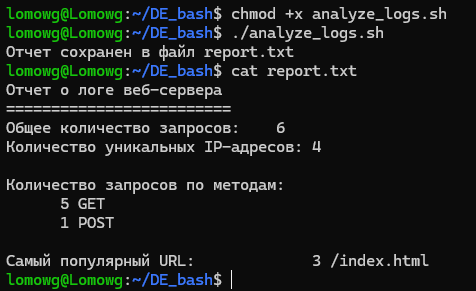 lomowg@Lomowg:~/DE_bash$ chmod +x analyze_logs.sh
lomowg@Lomowg:~/DE_bash$ ./analyze_logs.sh
Отчет сохранен в файл report.txt
lomowg@Lomowg:~/DE_bash$ cat report.txt
Отчет о логе веб-сервера
=========================
Общее количество запросов:    6
Количество уникальных IP-адресов: 4

Количество запросов по методам:
      5 GET
      1 POST

Самый популярный URL:             3 /index.html
lomowg@Lomowg:~/DE_bash$